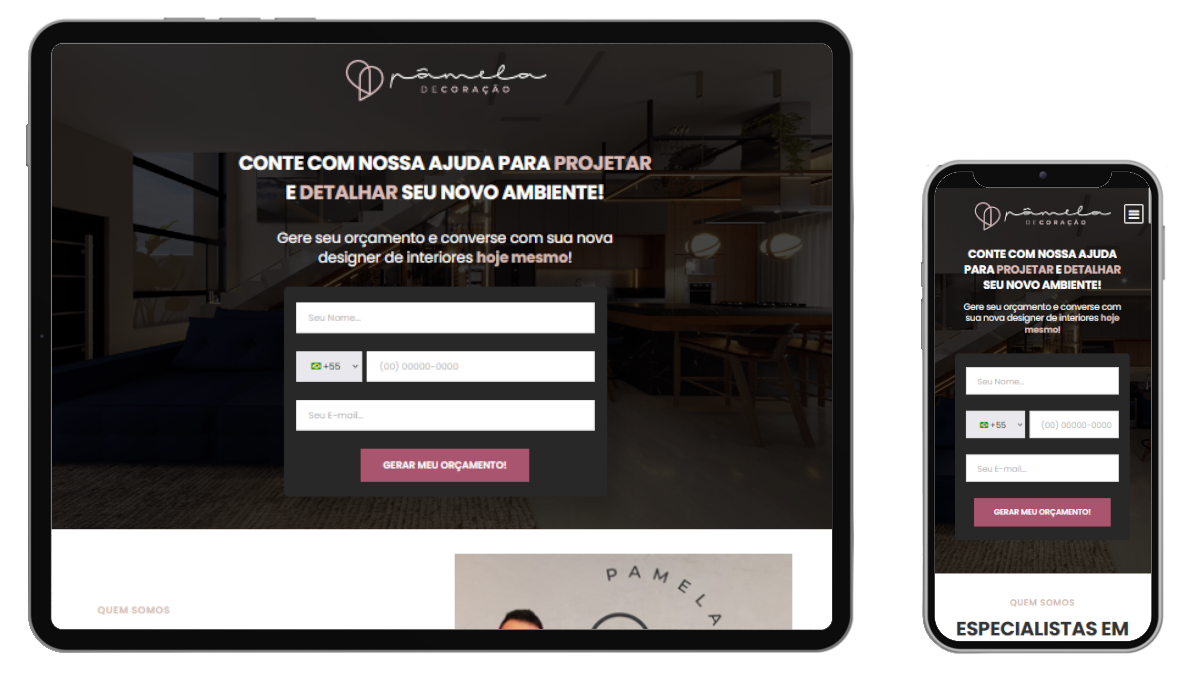 pâmela
DECORAÇÃO
CONTE COM NOSSA AJUDA PARA PROJETAR
E DETALHAR SEU NOVO AMBIENTE!
Gere seu orçamento e converse com sua nova
designer de interiores hoje mesmo!
Seu Nome...
+55
(00) 00000-0000
Seu E-mail...
GERAR MEU ORÇAMENTO!
QUEM SOMOS
PAMELA
pâmela
DECORAÇÃO
CONTE COM NOSSA AJUDA
PARA PROJETAR E DETALHAR
SEU NOVO AMBIENTE!
Gere seu orçamento e converse com
sua nova designer de interiores hoje
mesmo!
Seu Nome...
+55
(00) 00000-0000
Seu E-mail...
GERAR MEU ORÇAMENTO!
QUEM SOMOS
ESPECIALISTAS EM